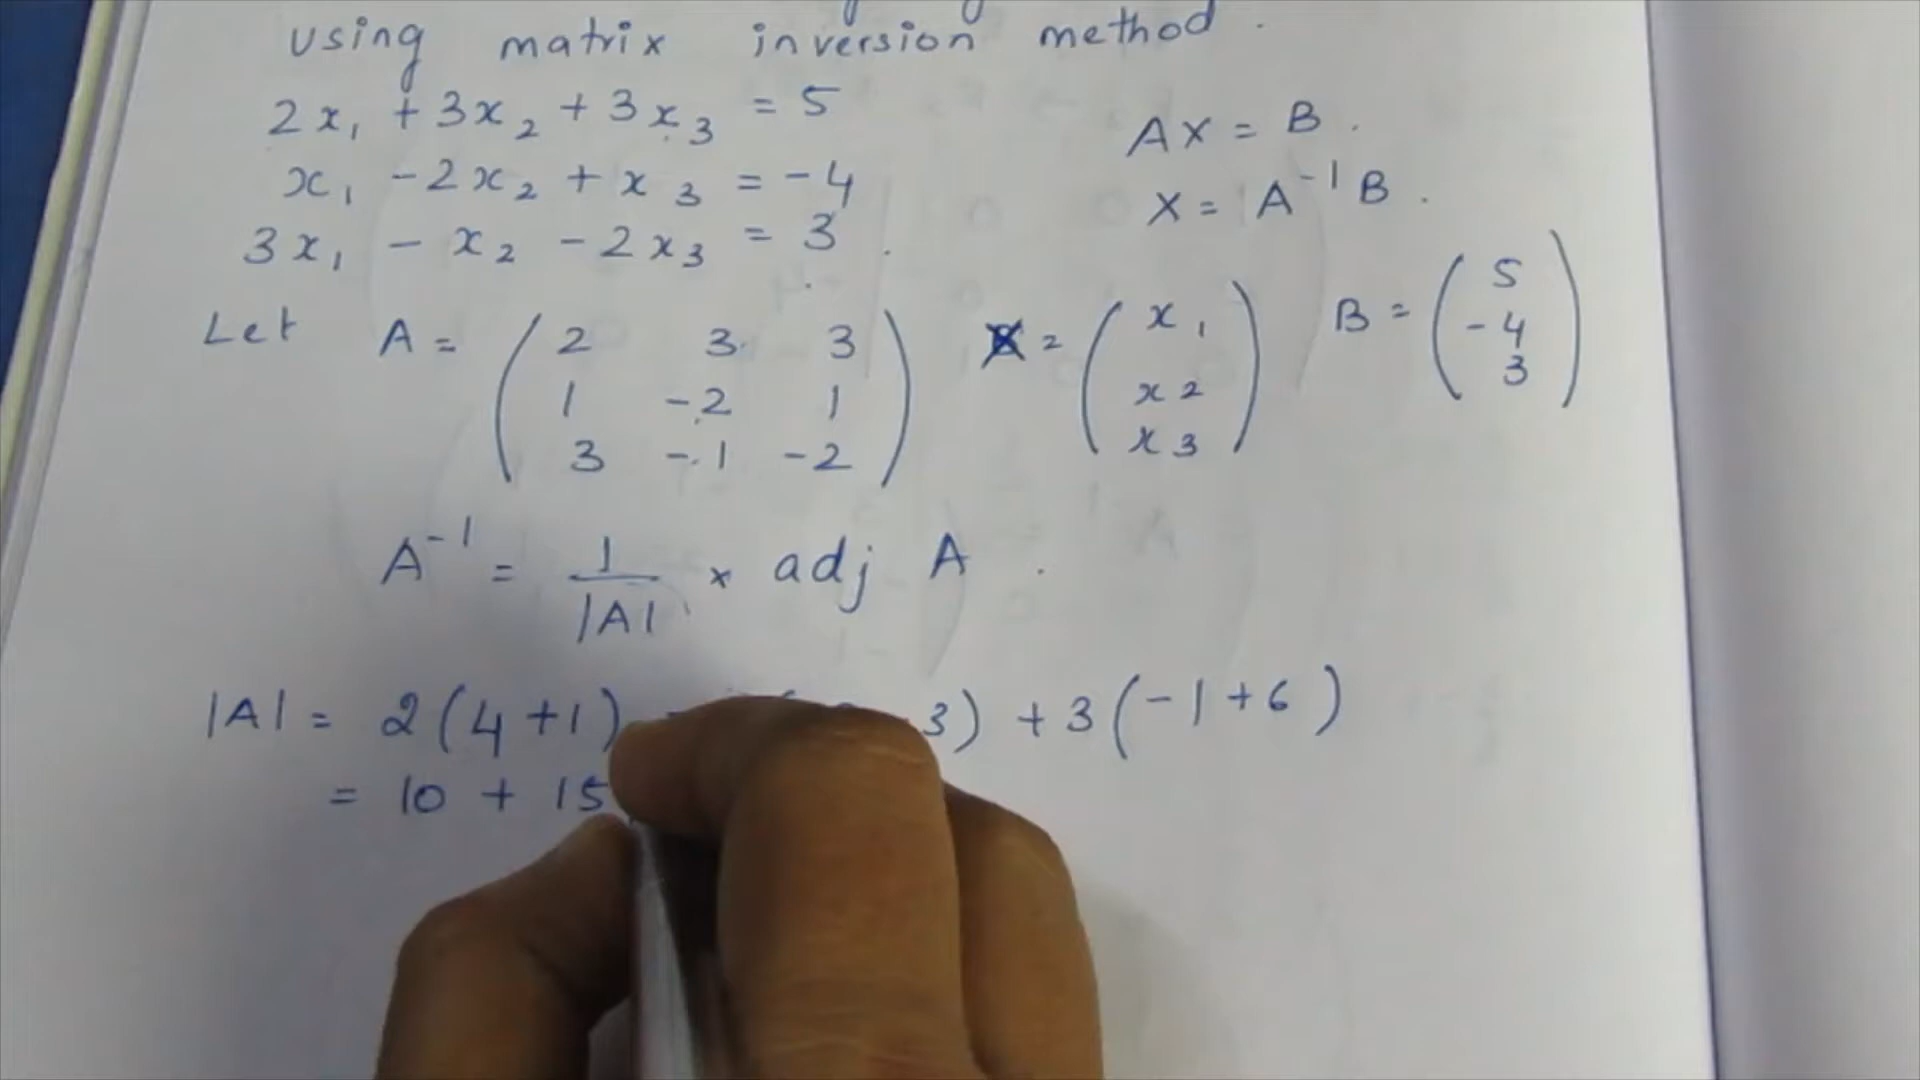 using matrix inversion method.
2x₁ + 3x₂ + 3x₃ = 5
x₁ - 2x₂ + x₃ = -4
3x₁ - x₂ - 2x₃ = 3.
AX = B.
X = A⁻¹B.
Let A = ( 2 3 3
1 -2 1
3 -1 -2 )
X = ( x₁
x₂
x₃ )
B = ( 5
-4
3 )
A⁻¹ = 1/|A| × adj A.
|A| = 2(4+1) 3) + 3(-1+6)
= 10 + 15